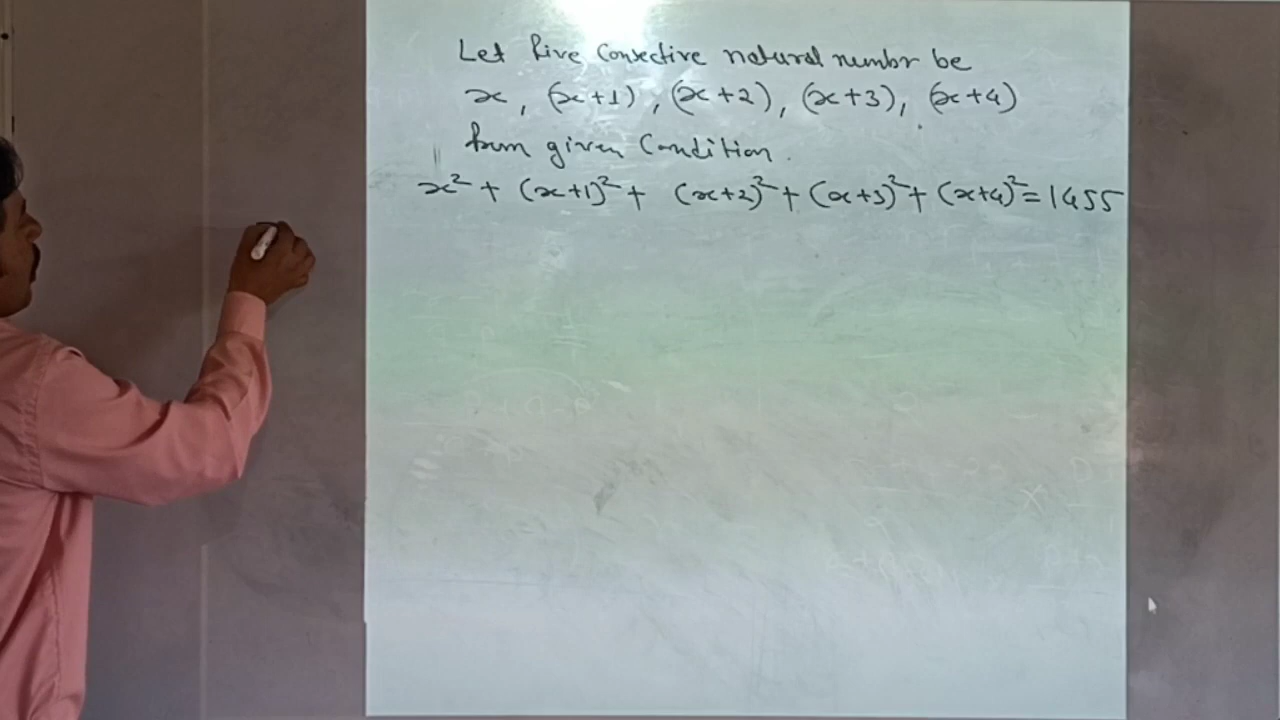 Let five Consective natural numbr be
x, (x+1), (x+2), (x+3), (x+4)
from given Condition.
x² + (x+1)² + (x+2)² + (x+3)² + (x+4)² = 1455